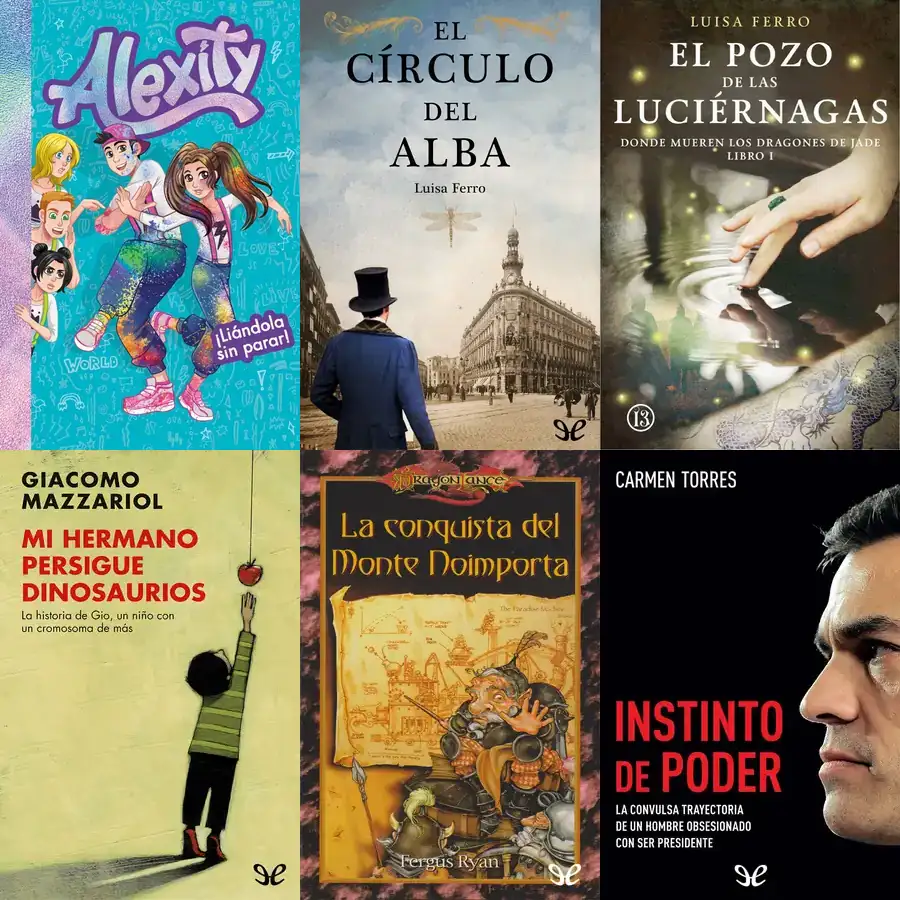 Alexity
¡Liándola
sin parar!
WORLD
LOVE
EL
CÍRCULO
DEL
ALBA
Luisa Ferro
LUISA FERRO
EL POZO
DE LAS
LUCIÉRNAGAS
DONDE MUEREN LOS DRAGONES DE JADE
LIBRO I
13
GIACOMO
MAZZARIOL
MI HERMANO
PERSIGUE
DINOSAURIOS
La historia de Gio, un niño con
un cromosoma de más
DRAGONLANCE
La conquista del
Monte Noimporta
Fergus Ryan
CARMEN TORRES
INSTINTO
DE PODER
LA CONVULSA TRAYECTORIA
DE UN HOMBRE OBSESIONADO
CON SER PRESIDENTE